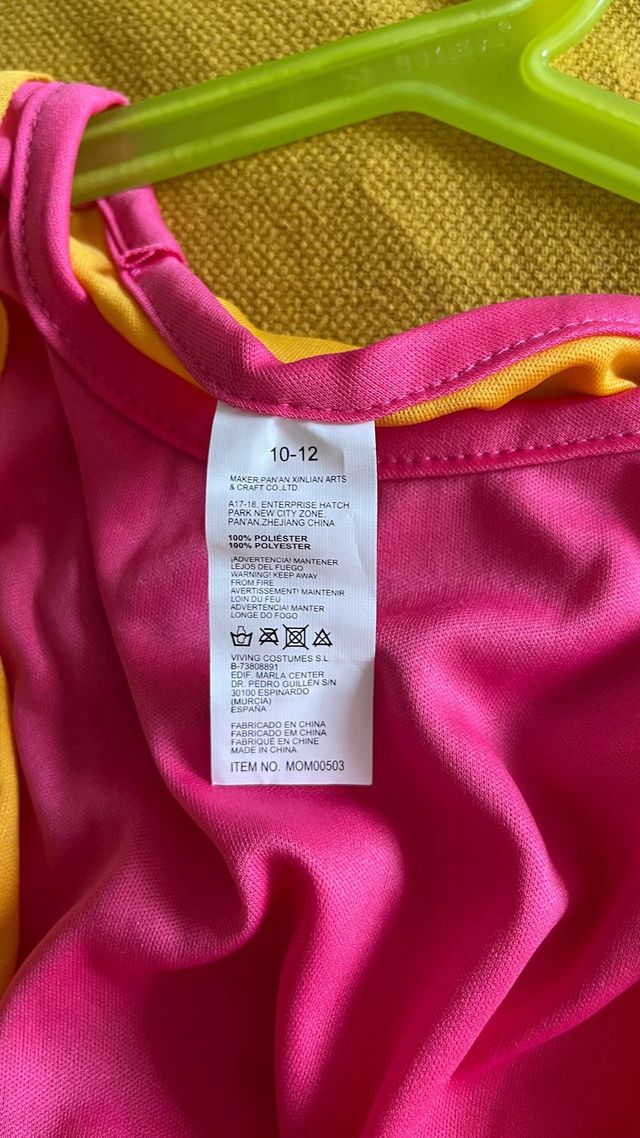 10-12
MAKER:PAN'AN XINLIAN ARTS
& CRAFT CO.,LTD.
A17-18, ENTERPRISE HATCH
PARK NEW CITY ZONE,
PAN'AN,ZHEJIANG CHINA
100% POLIÉSTER
100% POLYESTER
¡ADVERTENCIA! MANTENER
LEJOS DEL FUEGO
WARNING! KEEP AWAY
FROM FIRE
AVERTISSEMENT! MAINTENIR
LOIN DU FEU
ADVERTENCIA! MANTER
LONGE DO FOGO
VIVING COSTUMES S.L.
B-73808891
EDIF. MARLA CENTER
DR. PEDRO GUILLÉN S/N
30100 ESPINARDO
(MURCIA)
ESPAÑA
FABRICADO EN CHINA
FABRICADO EM CHINA
FABRIQUÉ EN CHINE
MADE IN CHINA
ITEM NO. MOM00503